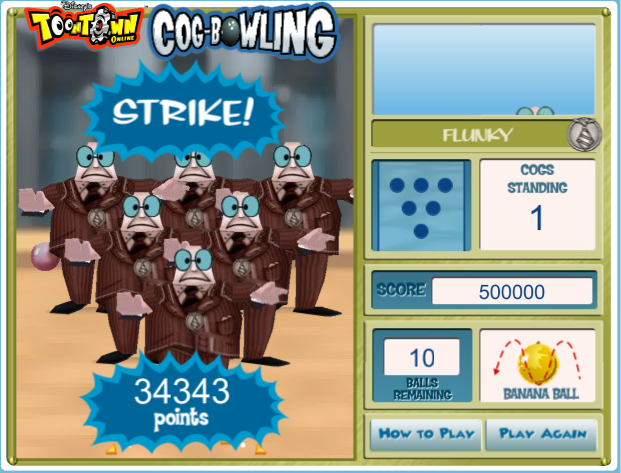 Disney's
TOONTOWN
ONLINE
COG-BOWLING
STRIKE!
FLUNKY
COGS
STANDING
1
SCORE
500000
10
BALLS
REMAINING
BANANA BALL
34343
points
HOW TO PLAY
PLAY AGAIN